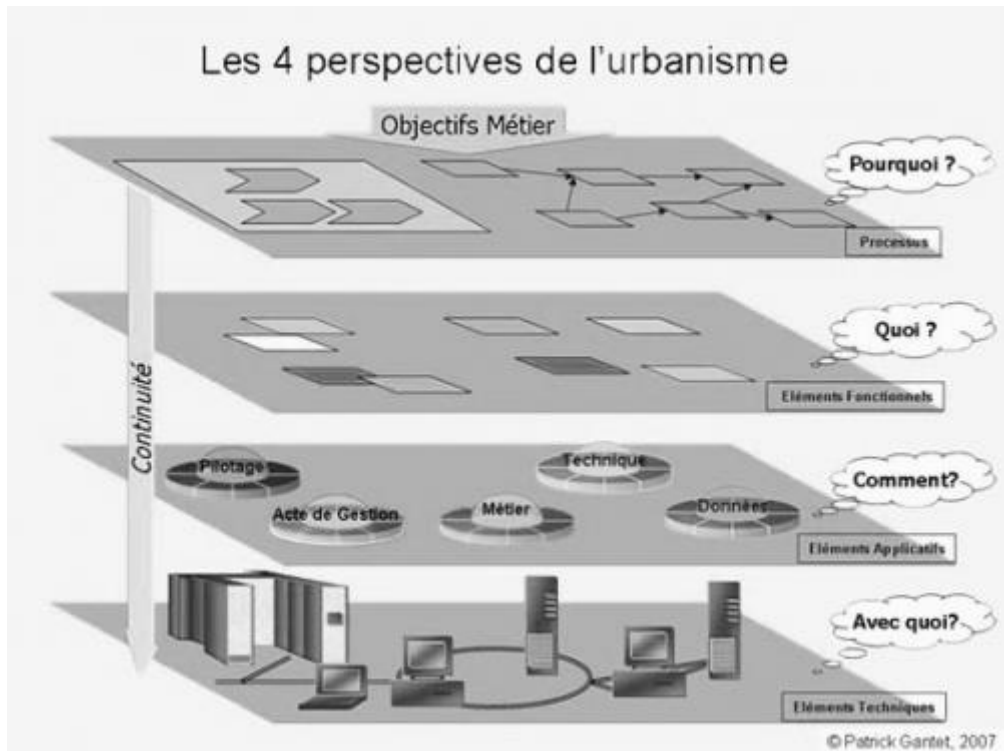 Les 4 perspectives de l'urbanisme
Objectifs Métier
Pourquoi ?
Processus
Quoi ?
Eléments Fonctionnels
Continuité
Pilotage
Technique
Comment?
Acte de Gestion
Métier
Données
Eléments Applicatifs
Avec quoi?
Eléments Techniques
© Patrick Gantet, 2007